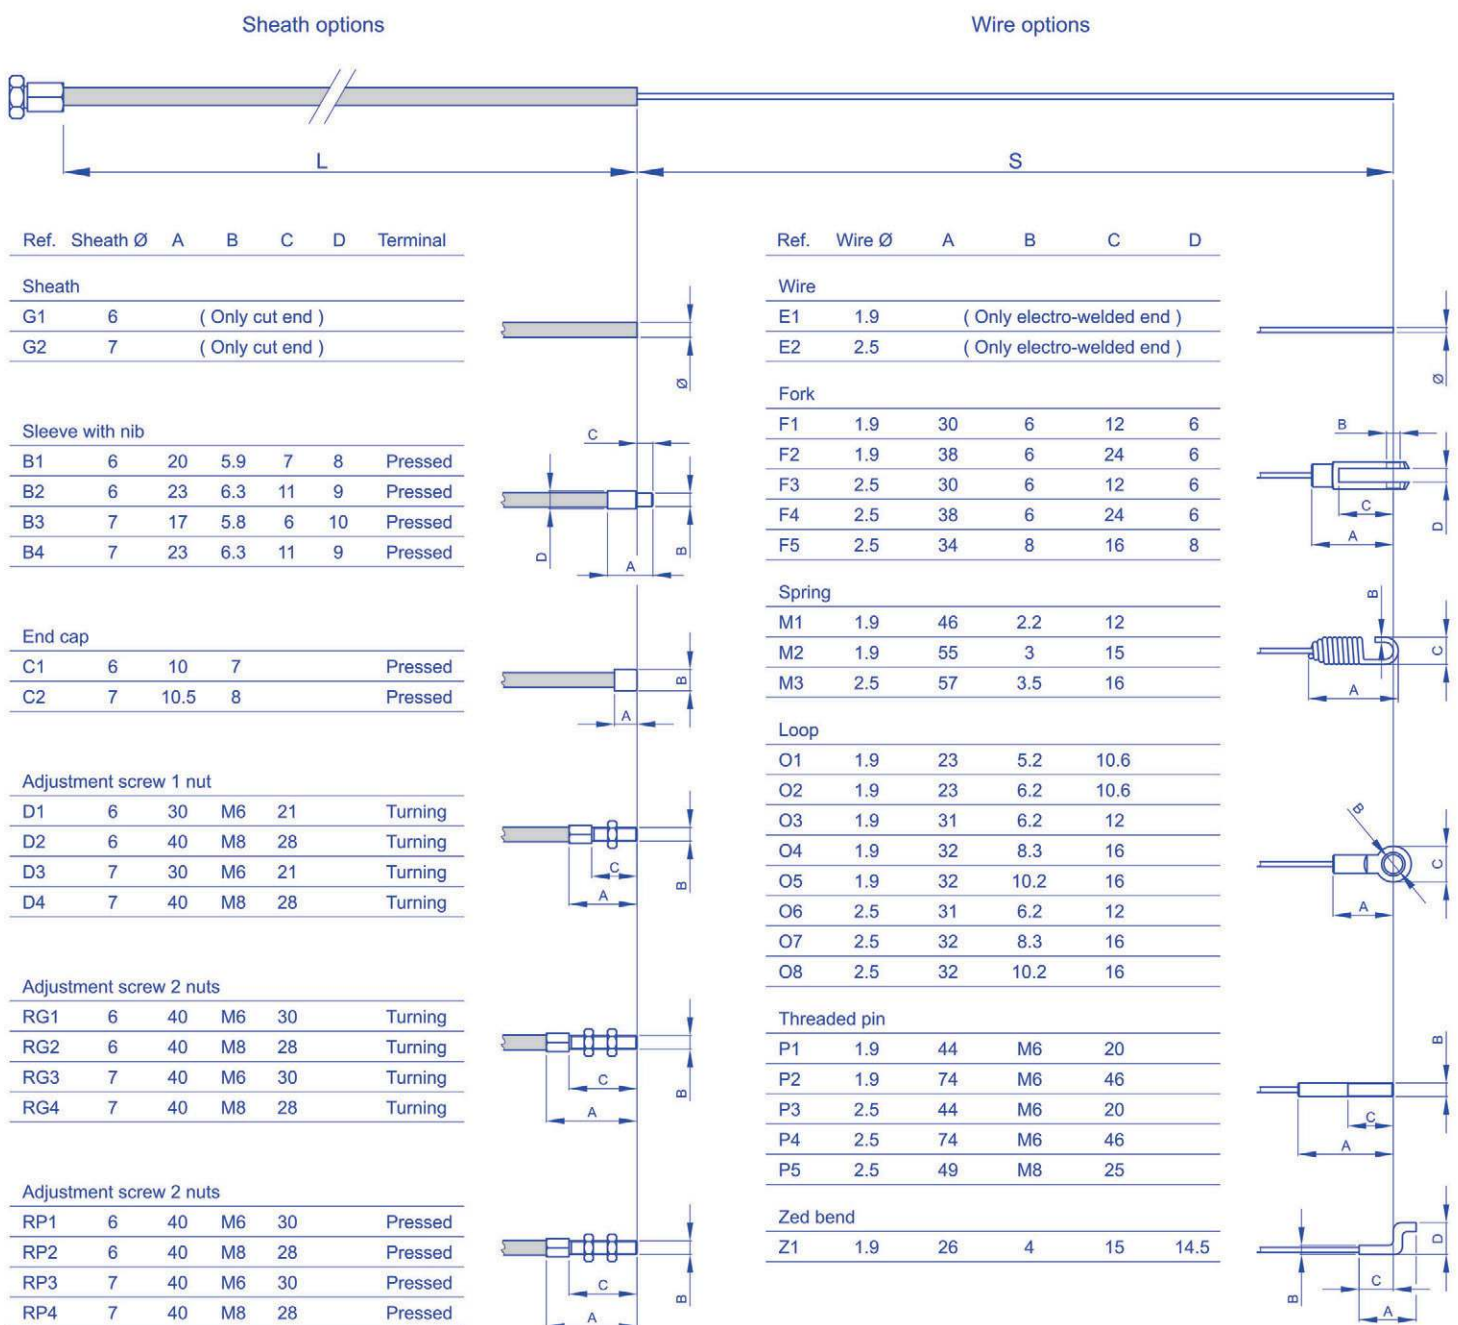 Sheath options
Wire options
L
S
Ref. Sheath Ø A B C D Terminal
Sheath
G1 6 ( Only cut end )
G2 7 ( Only cut end )
Ø
Sleeve with nib
B1 6 20 5.9 7 8 Pressed
B2 6 23 6.3 11 9 Pressed
B3 7 17 5.8 6 10 Pressed
B4 7 23 6.3 11 9 Pressed
C
D
A
B
End cap
C1 6 10 7 Pressed
C2 7 10.5 8 Pressed
B
A
Adjustment screw 1 nut
D1 6 30 M6 21 Turning
D2 6 40 M8 28 Turning
D3 7 30 M6 21 Turning
D4 7 40 M8 28 Turning
C
A
B
Adjustment screw 2 nuts
RG1 6 40 M6 30 Turning
RG2 6 40 M8 28 Turning
RG3 7 40 M6 30 Turning
RG4 7 40 M8 28 Turning
C
B
A
Adjustment screw 2 nuts
RP1 6 40 M6 30 Pressed
RP2 6 40 M8 28 Pressed
RP3 7 40 M6 30 Pressed
RP4 7 40 M8 28 Pressed
C
B
A
Ref. Wire Ø A B C D
Wire
E1 1.9 ( Only electro-welded end )
E2 2.5 ( Only electro-welded end )
Ø
Fork
F1 1.9 30 6 12 6
F2 1.9 38 6 24 6
F3 2.5 30 6 12 6
F4 2.5 38 6 24 6
F5 2.5 34 8 16 8
B
C
D
A
Spring
M1 1.9 46 2.2 12
M2 1.9 55 3 15
M3 2.5 57 3.5 16
B
C
A
Loop
O1 1.9 23 5.2 10.6
O2 1.9 23 6.2 10.6
O3 1.9 31 6.2 12
O4 1.9 32 8.3 16
O5 1.9 32 10.2 16
O6 2.5 31 6.2 12
O7 2.5 32 8.3 16
O8 2.5 32 10.2 16
B
C
A
Threaded pin
P1 1.9 44 M6 20
P2 1.9 74 M6 46
P3 2.5 44 M6 20
P4 2.5 74 M6 46
P5 2.5 49 M8 25
B
C
A
Zed bend
Z1 1.9 26 4 15 14.5
D
C
B
A